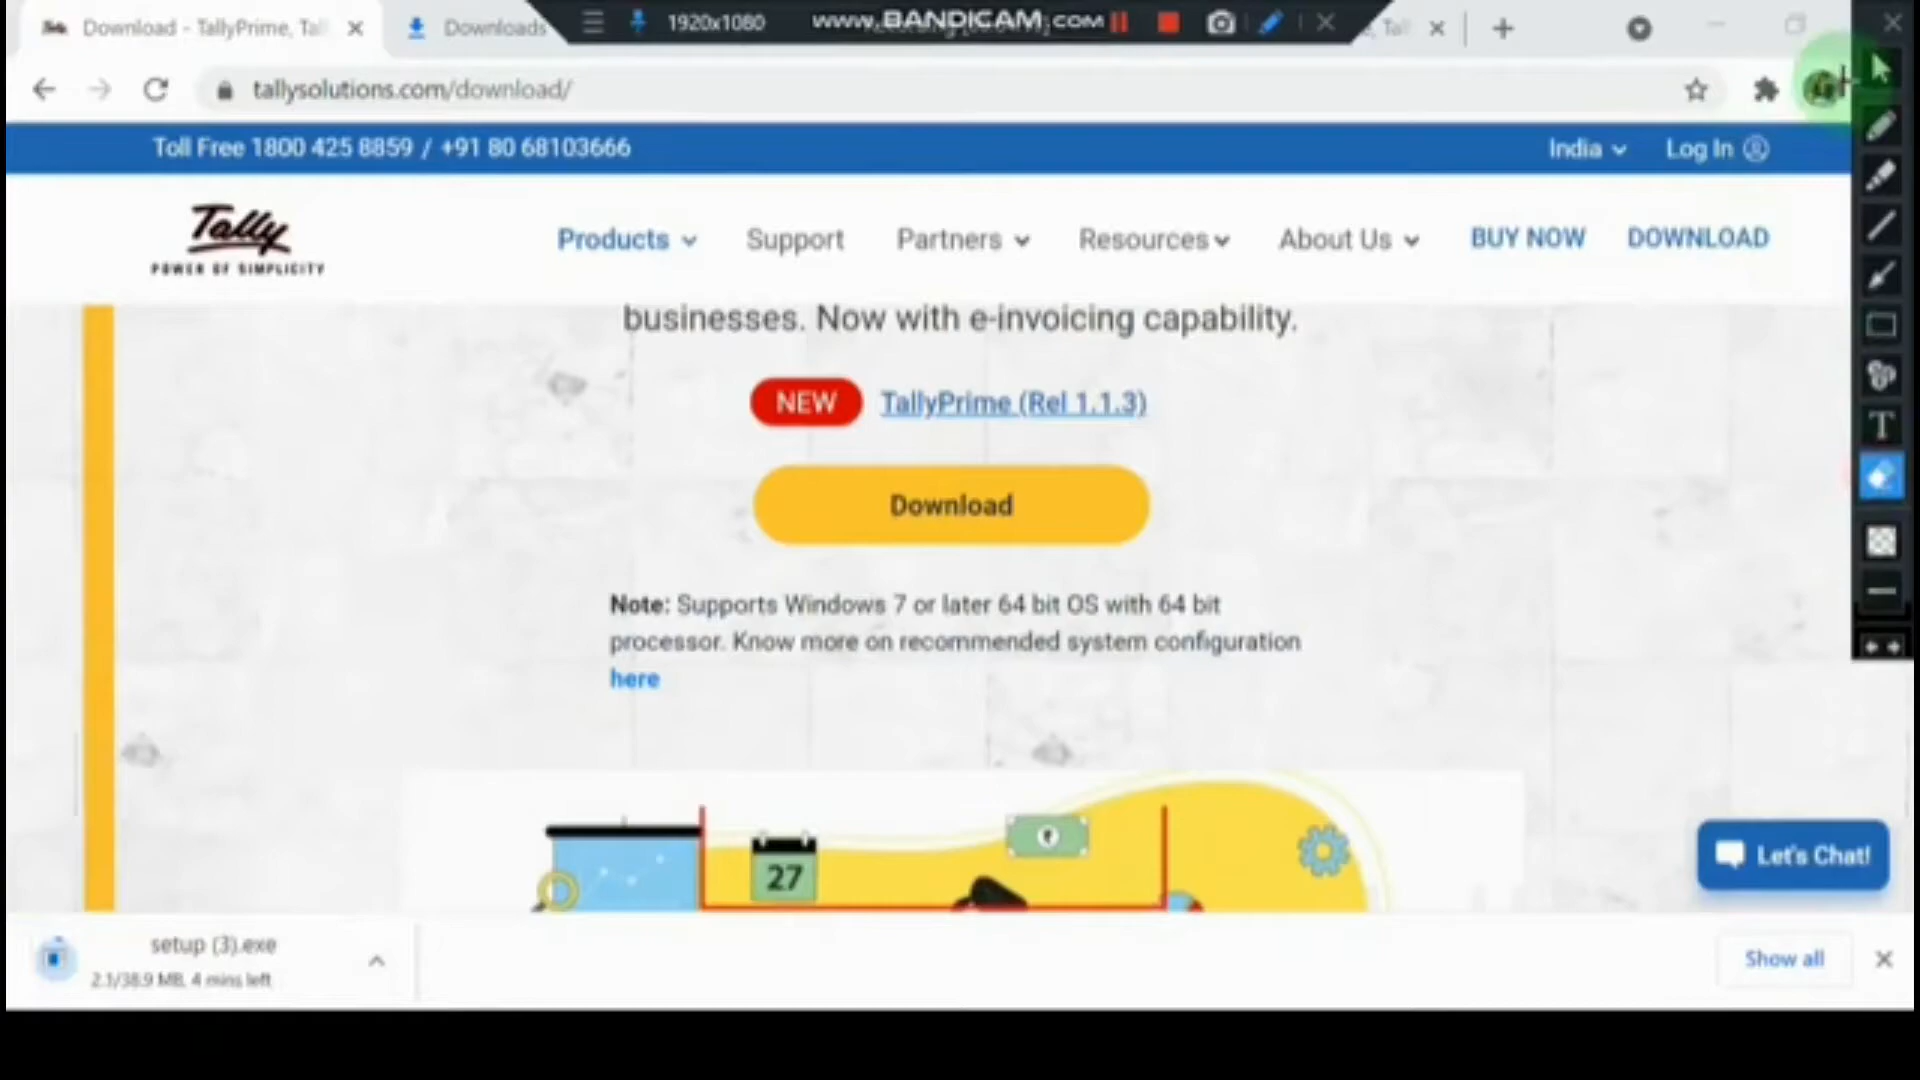 Download - TallyPrime, Tal
Downloads
1920x1080
www.BANDICAM.COM
tallysolutions.com/download/
Toll Free 1800 425 8859 / +91 80 68103666
India
Log In
Tally
POWER OF SIMPLICITY
Products
Support
Partners
Resources
About Us
BUY NOW
DOWNLOAD
businesses. Now with e-invoicing capability.
NEW
TallyPrime (Rel 1.1.3)
Download
Note: Supports Windows 7 or later 64 bit OS with 64 bit
processor. Know more on recommended system configuration
here
27
₹
Let's Chat!
setup (3).exe
2.1/38.9 MB, 4 mins left
Show all
T